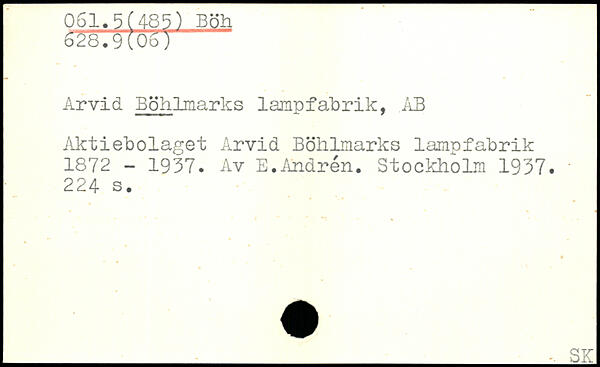 061.5(485) Böh
628.9(06)
Arvid Böhlmarks lampfabrik, AB
Aktiebolaget Arvid Böhlmarks lampfabrik
1872 - 1937. Av E.Andrén. Stockholm 1937.
224 s.
SK